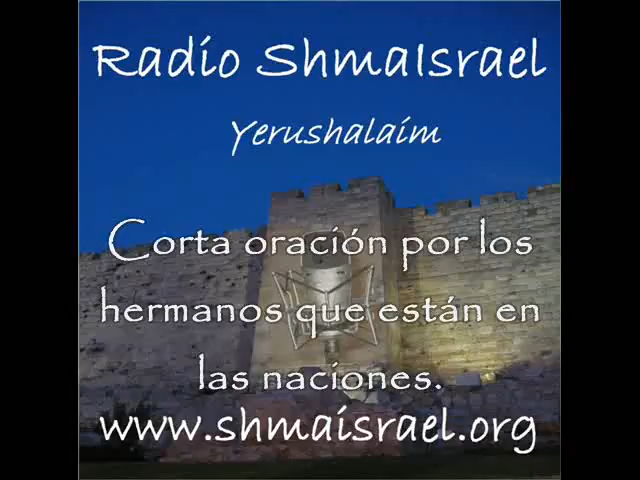 Radio ShmaIsrael
Yerushalaim
Corta oración por los
hermanos que están en
las naciones.
www.shmaisrael.org